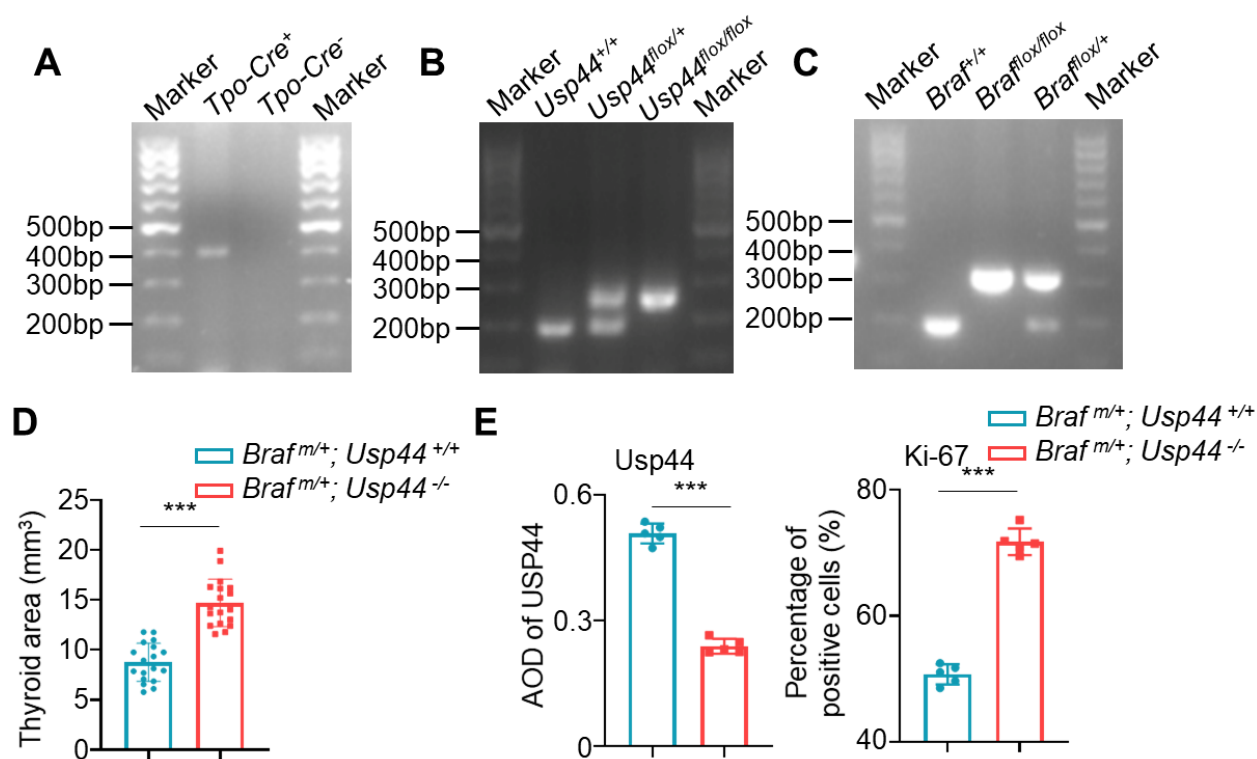 A
Marker
Tpo-Cre+
Tpo-Cre-
Marker
500bp
400bp
300bp
200bp
B
Marker
Usp44+/+
Usp44flox/+
Usp44flox/flox
Marker
500bp
400bp
300bp
200bp
C
Marker
Braf+/+
Brafflox/flox
Brafflox/+
Marker
500bp
400bp
300bp
200bp
D
Braf m/+; Usp44 +/+
Braf m/+; Usp44 -/-
Thyroid area (mm³)
25
20
15
10
5
0
***
E
Usp44
***
AOD of USP44
0.6
0.3
0
Braf m/+; Usp44 +/+
Braf m/+; Usp44 -/-
Ki-67
***
Percentage of
positive cells (%)
80
60
40